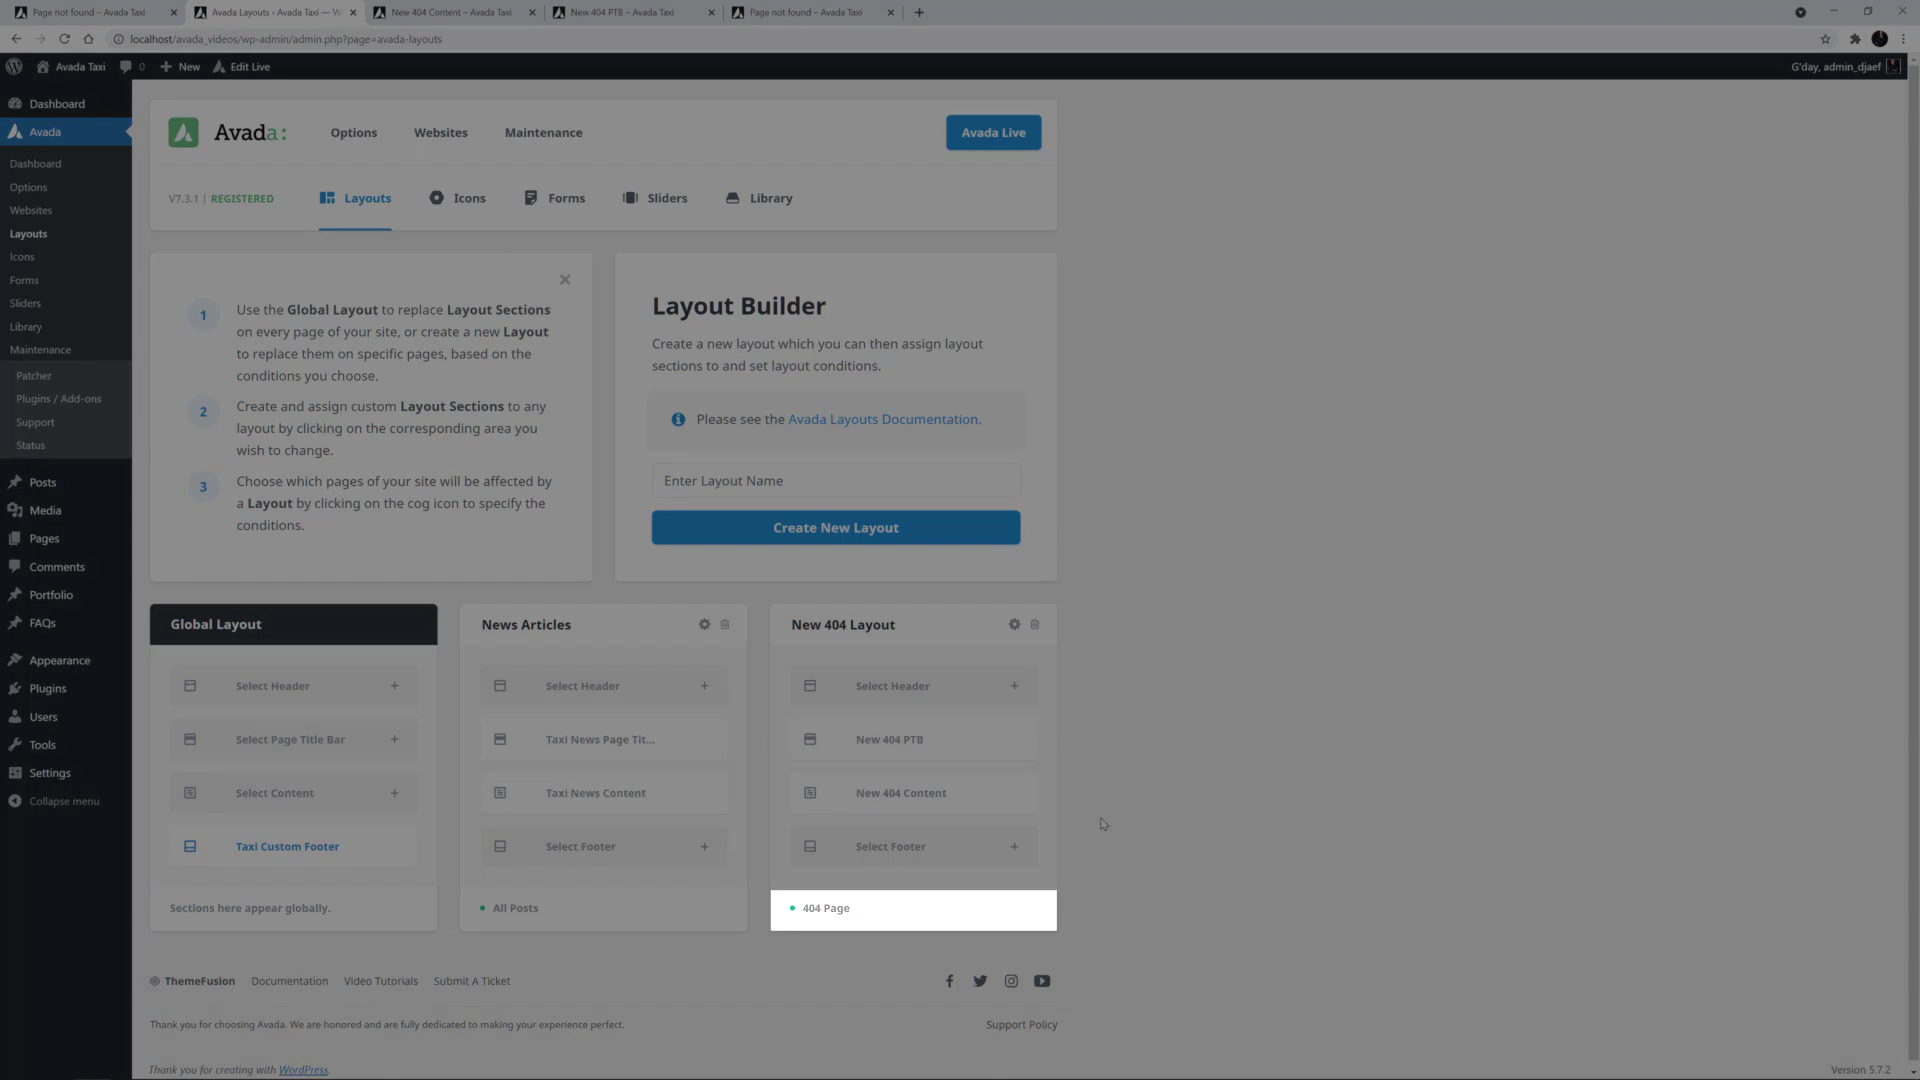 Page not found – Avada Taxi
Avada Layouts ‹ Avada Taxi — W
New 404 Content – Avada Taxi
New 404 PTB – Avada Taxi
Page not found – Avada Taxi
localhost/avada_videos/wp-admin/admin.php?page=avada-layouts
Avada Taxi
0
New
Edit Live
G'day, admin_djaef
Dashboard
Avada
Dashboard
Options
Websites
Layouts
Icons
Forms
Sliders
Library
Maintenance
Patcher
Plugins / Add-ons
Support
Status
Posts
Media
Pages
Comments
Portfolio
FAQs
Appearance
Plugins
Users
Tools
Settings
Collapse menu
Avada:
Options
Websites
Maintenance
Avada Live
V7.3.1 | REGISTERED
Layouts
Icons
Forms
Sliders
Library
1
Use the Global Layout to replace Layout Sections
on every page of your site, or create a new Layout
to replace them on specific pages, based on the
conditions you choose.
2
Create and assign custom Layout Sections to any
layout by clicking on the corresponding area you
wish to change.
3
Choose which pages of your site will be affected by
a Layout by clicking on the cog icon to specify the
conditions.
Layout Builder
Create a new layout which you can then assign layout
sections to and set layout conditions.
Please see the Avada Layouts Documentation.
Enter Layout Name
Create New Layout
Global Layout
Select Header
Select Page Title Bar
Select Content
Taxi Custom Footer
Sections here appear globally.
News Articles
Select Header
Taxi News Page Tit...
Taxi News Content
Select Footer
All Posts
New 404 Layout
Select Header
New 404 PTB
New 404 Content
Select Footer
404 Page
ThemeFusion
Documentation
Video Tutorials
Submit A Ticket
Thank you for choosing Avada. We are honored and are fully dedicated to making your experience perfect.
Support Policy
Thank you for creating with WordPress.
Version 5.7.2